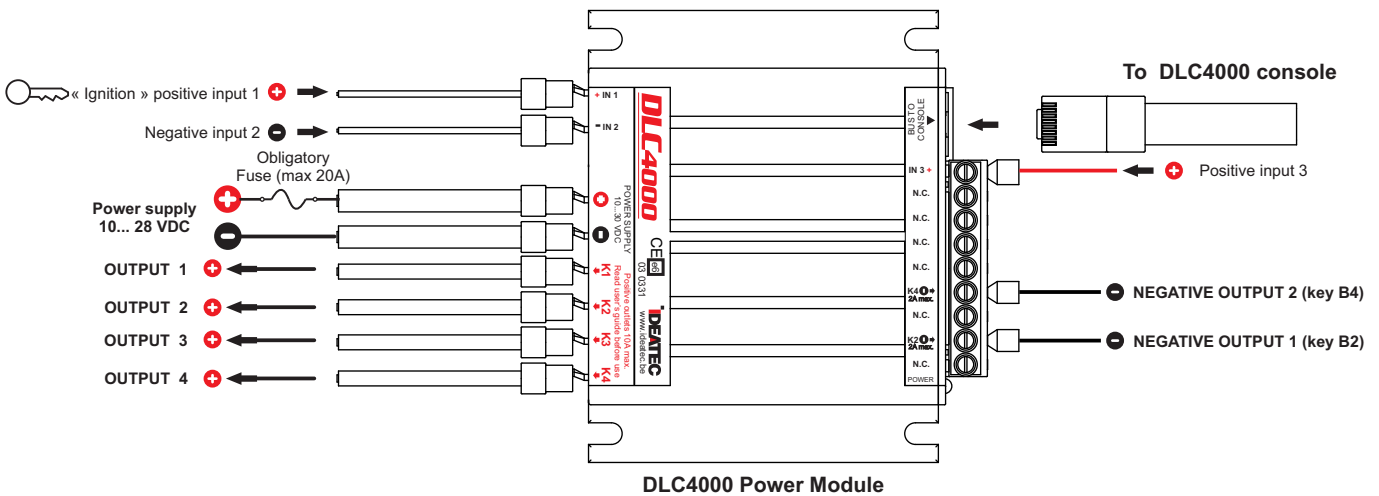 « Ignition » positive input 1
Negative input 2
Obligatory
Fuse (max 20A)
Power supply
10... 28 VDC
OUTPUT 1
OUTPUT 2
OUTPUT 3
OUTPUT 4
+ IN 1
- IN 2
DLC4000
POWER SUPPLY
10...30 VDC
CE e6
03 0331
K1
K2
K3
K4
Positive outlets 10A max.
Read user's guide before use
iDEATEC
www.ideatec.be
BUS TO
CONSOLE
IN 3 +
N.C.
N.C.
N.C.
N.C.
K4
2A max.
N.C.
K2
2A max.
N.C.
POWER
To DLC4000 console
Positive input 3
NEGATIVE OUTPUT 2 (key B4)
NEGATIVE OUTPUT 1 (key B2)
DLC4000 Power Module